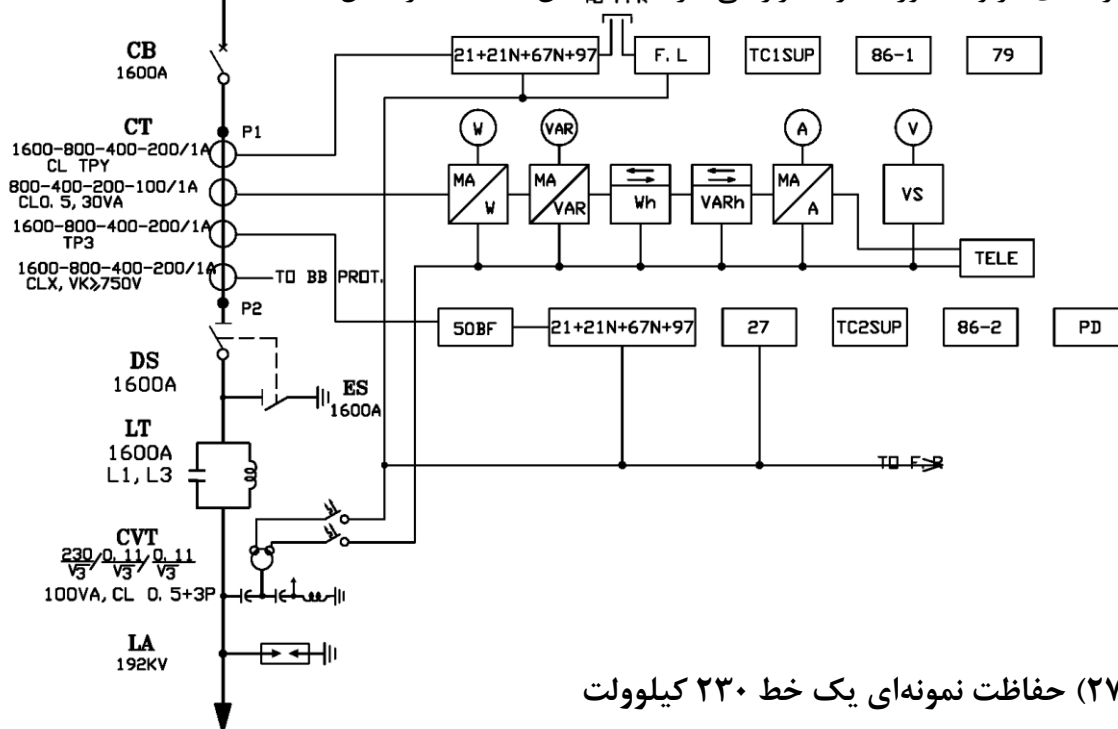 CB
1600A
CT
P1
1600-800-400-200/1A
CL TPY
800-400-200-100/1A
CL0.5, 30VA
1600-800-400-200/1A
TP3
1600-800-400-200/1A
CLX, VK≥750V
TO BB PROT.
P2
DS
1600A
ES
1600A
LT
1600A
L1, L3
CVT
230/√3 / 0.11/√3 / 0.11/√3
100VA, CL 0.5+3P
LA
192KV
21+21N+67N+97
F.L
TC1SUP
86-1
79
W
VAR
A
V
MA/W
MA/VAR
Wh
VARh
MA/A
VS
TELE
50BF
21+21N+67N+97
27
TC2SUP
86-2
PD
TO F.R
۲۷) حفاظت نمونه‌ای یک خط ۲۳۰ کیلوولت